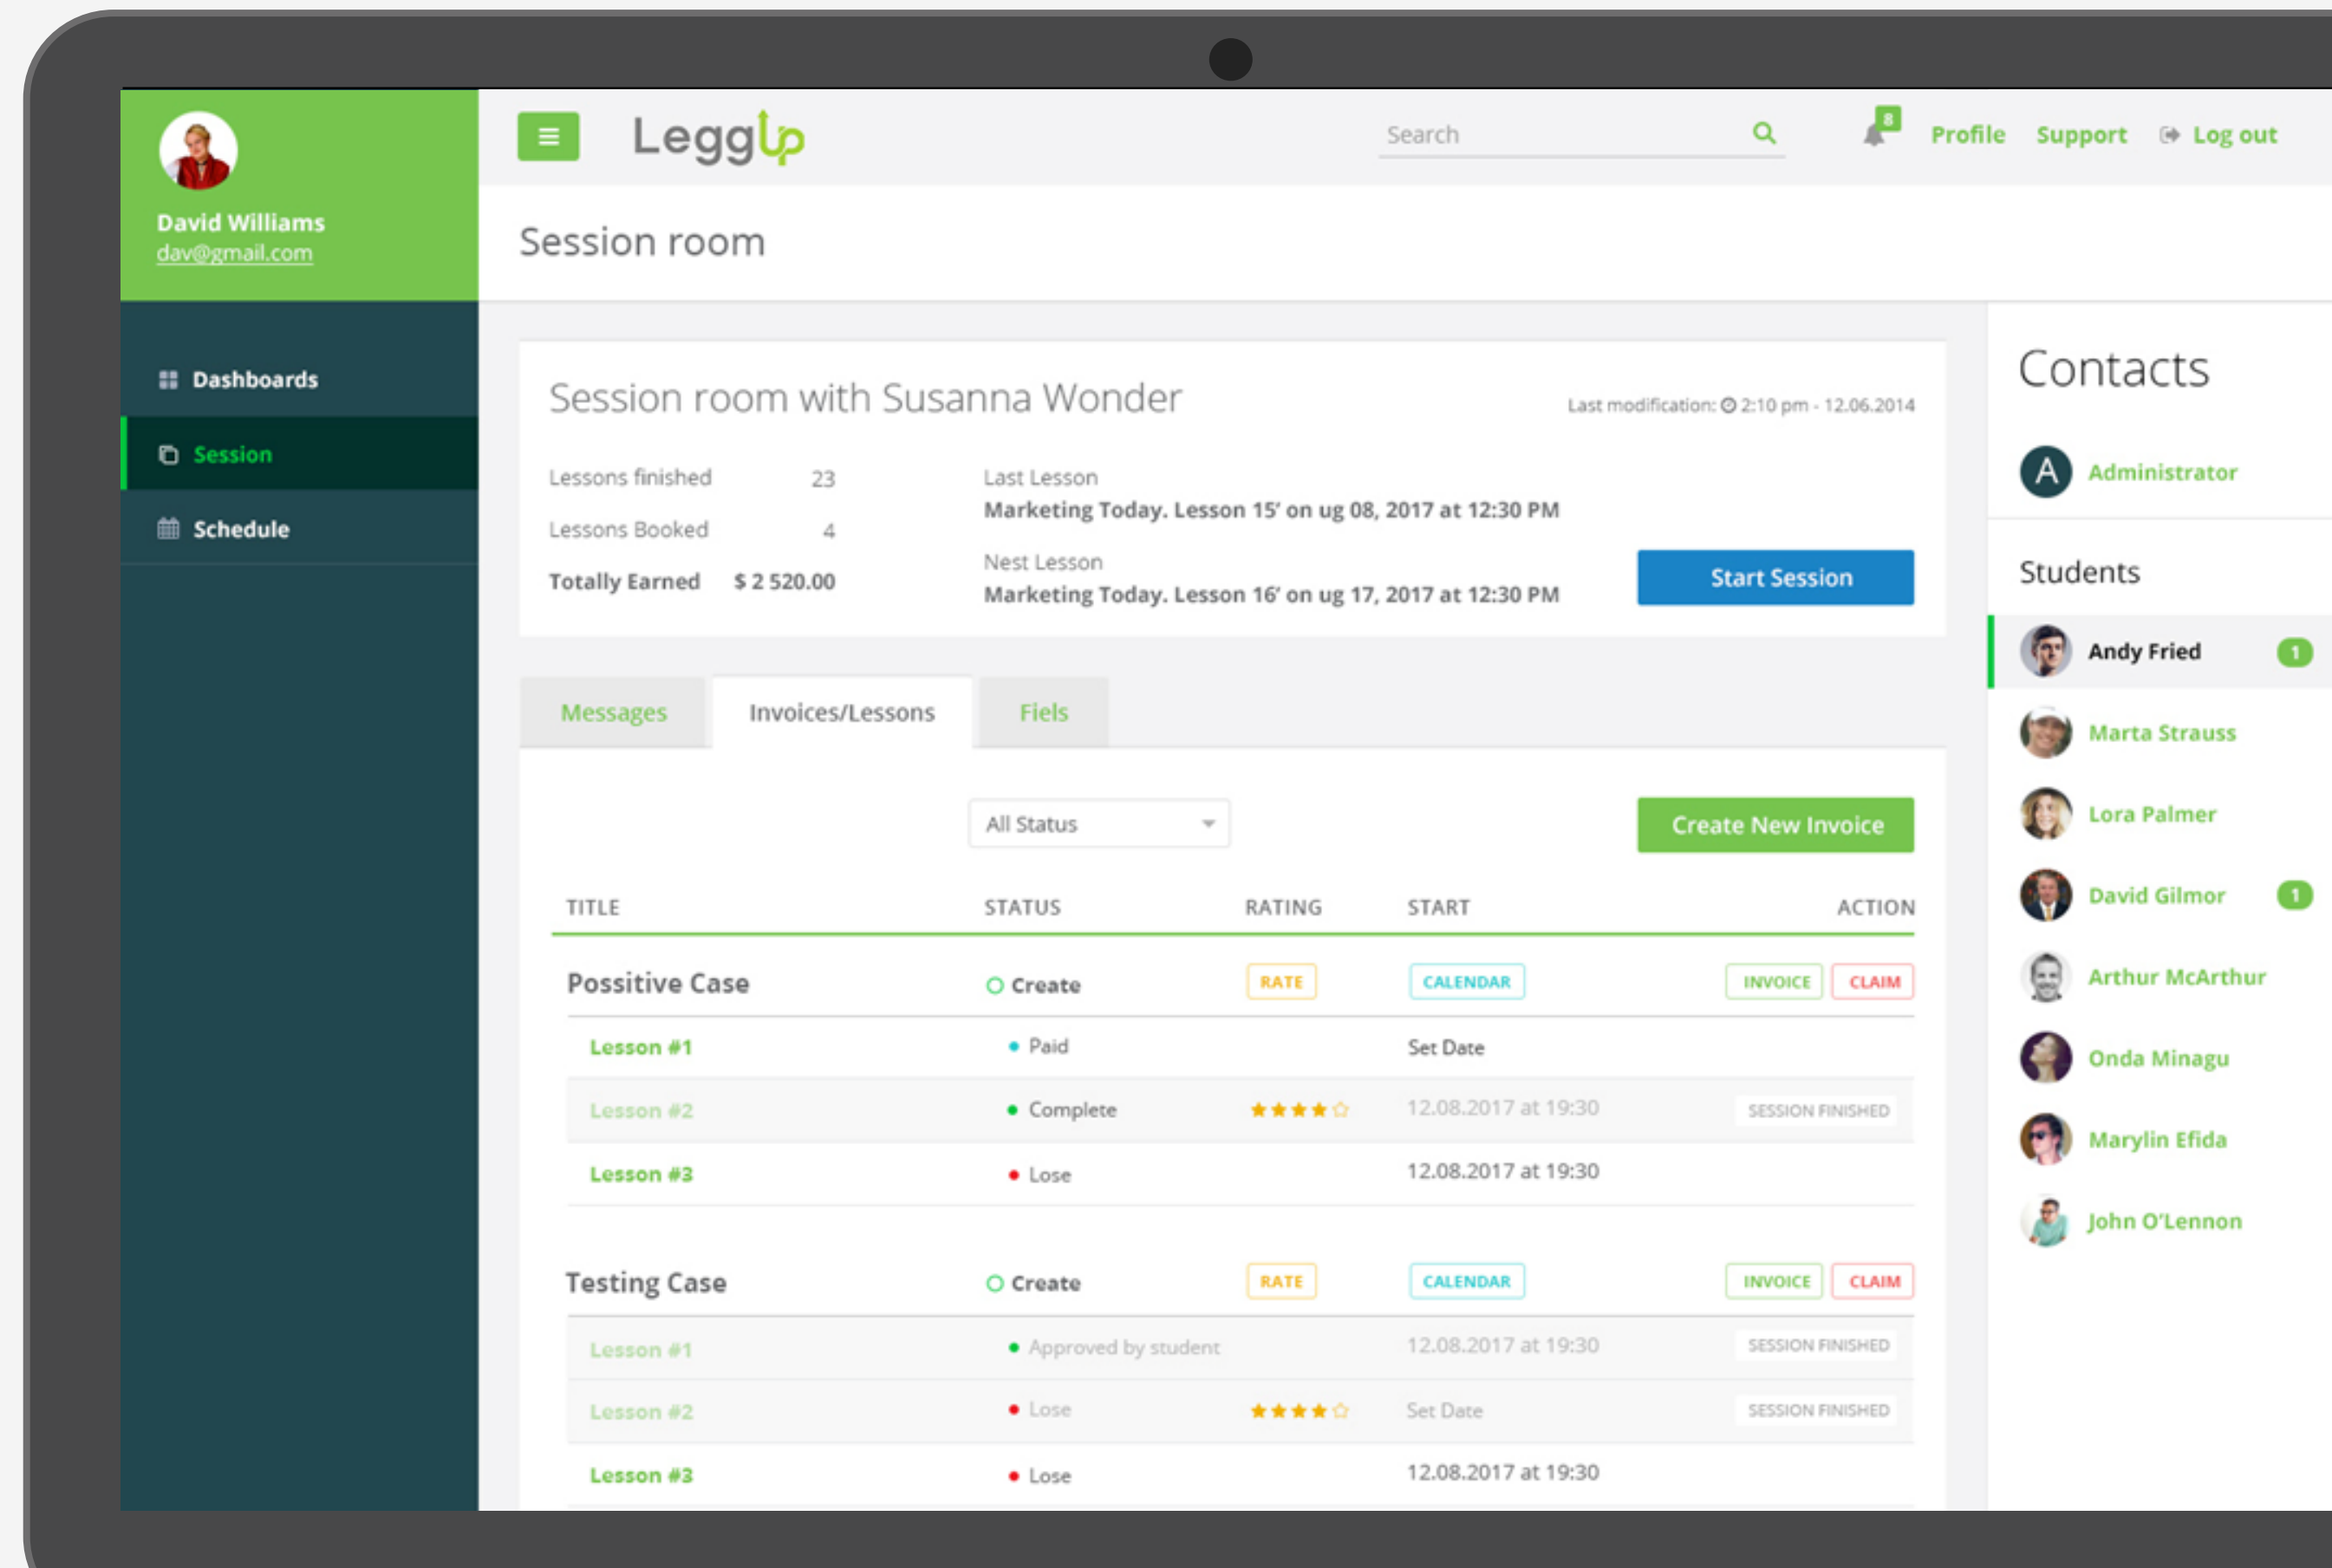 David Williams
dav@gmail.com
Dashboards
Session
Schedule
LeggUp
Search
8
Profile Support Log out
Session room
Session room with Susanna Wonder
Last modification: 2:10 pm - 12.06.2014
Lessons finished 23
Lessons Booked 4
Totally Earned $ 2 520.00
Last Lesson
Marketing Today. Lesson 15' on ug 08, 2017 at 12:30 PM
Nest Lesson
Marketing Today. Lesson 16' on ug 17, 2017 at 12:30 PM
Start Session
Messages Invoices/Lessons Fiels
All Status
Create New Invoice
TITLE STATUS RATING START ACTION
Possitive Case Create RATE CALENDAR INVOICE CLAIM
Lesson #1 Paid Set Date
Lesson #2 Complete 12.08.2017 at 19:30 SESSION FINISHED
Lesson #3 Lose 12.08.2017 at 19:30
Testing Case Create RATE CALENDAR INVOICE CLAIM
Lesson #1 Approved by student 12.08.2017 at 19:30 SESSION FINISHED
Lesson #2 Lose Set Date SESSION FINISHED
Lesson #3 Lose 12.08.2017 at 19:30
Contacts
A Administrator
Students
Andy Fried 1
Marta Strauss
Lora Palmer
David Gilmor 1
Arthur McArthur
Onda Minagu
Marylin Efida
John O'Lennon